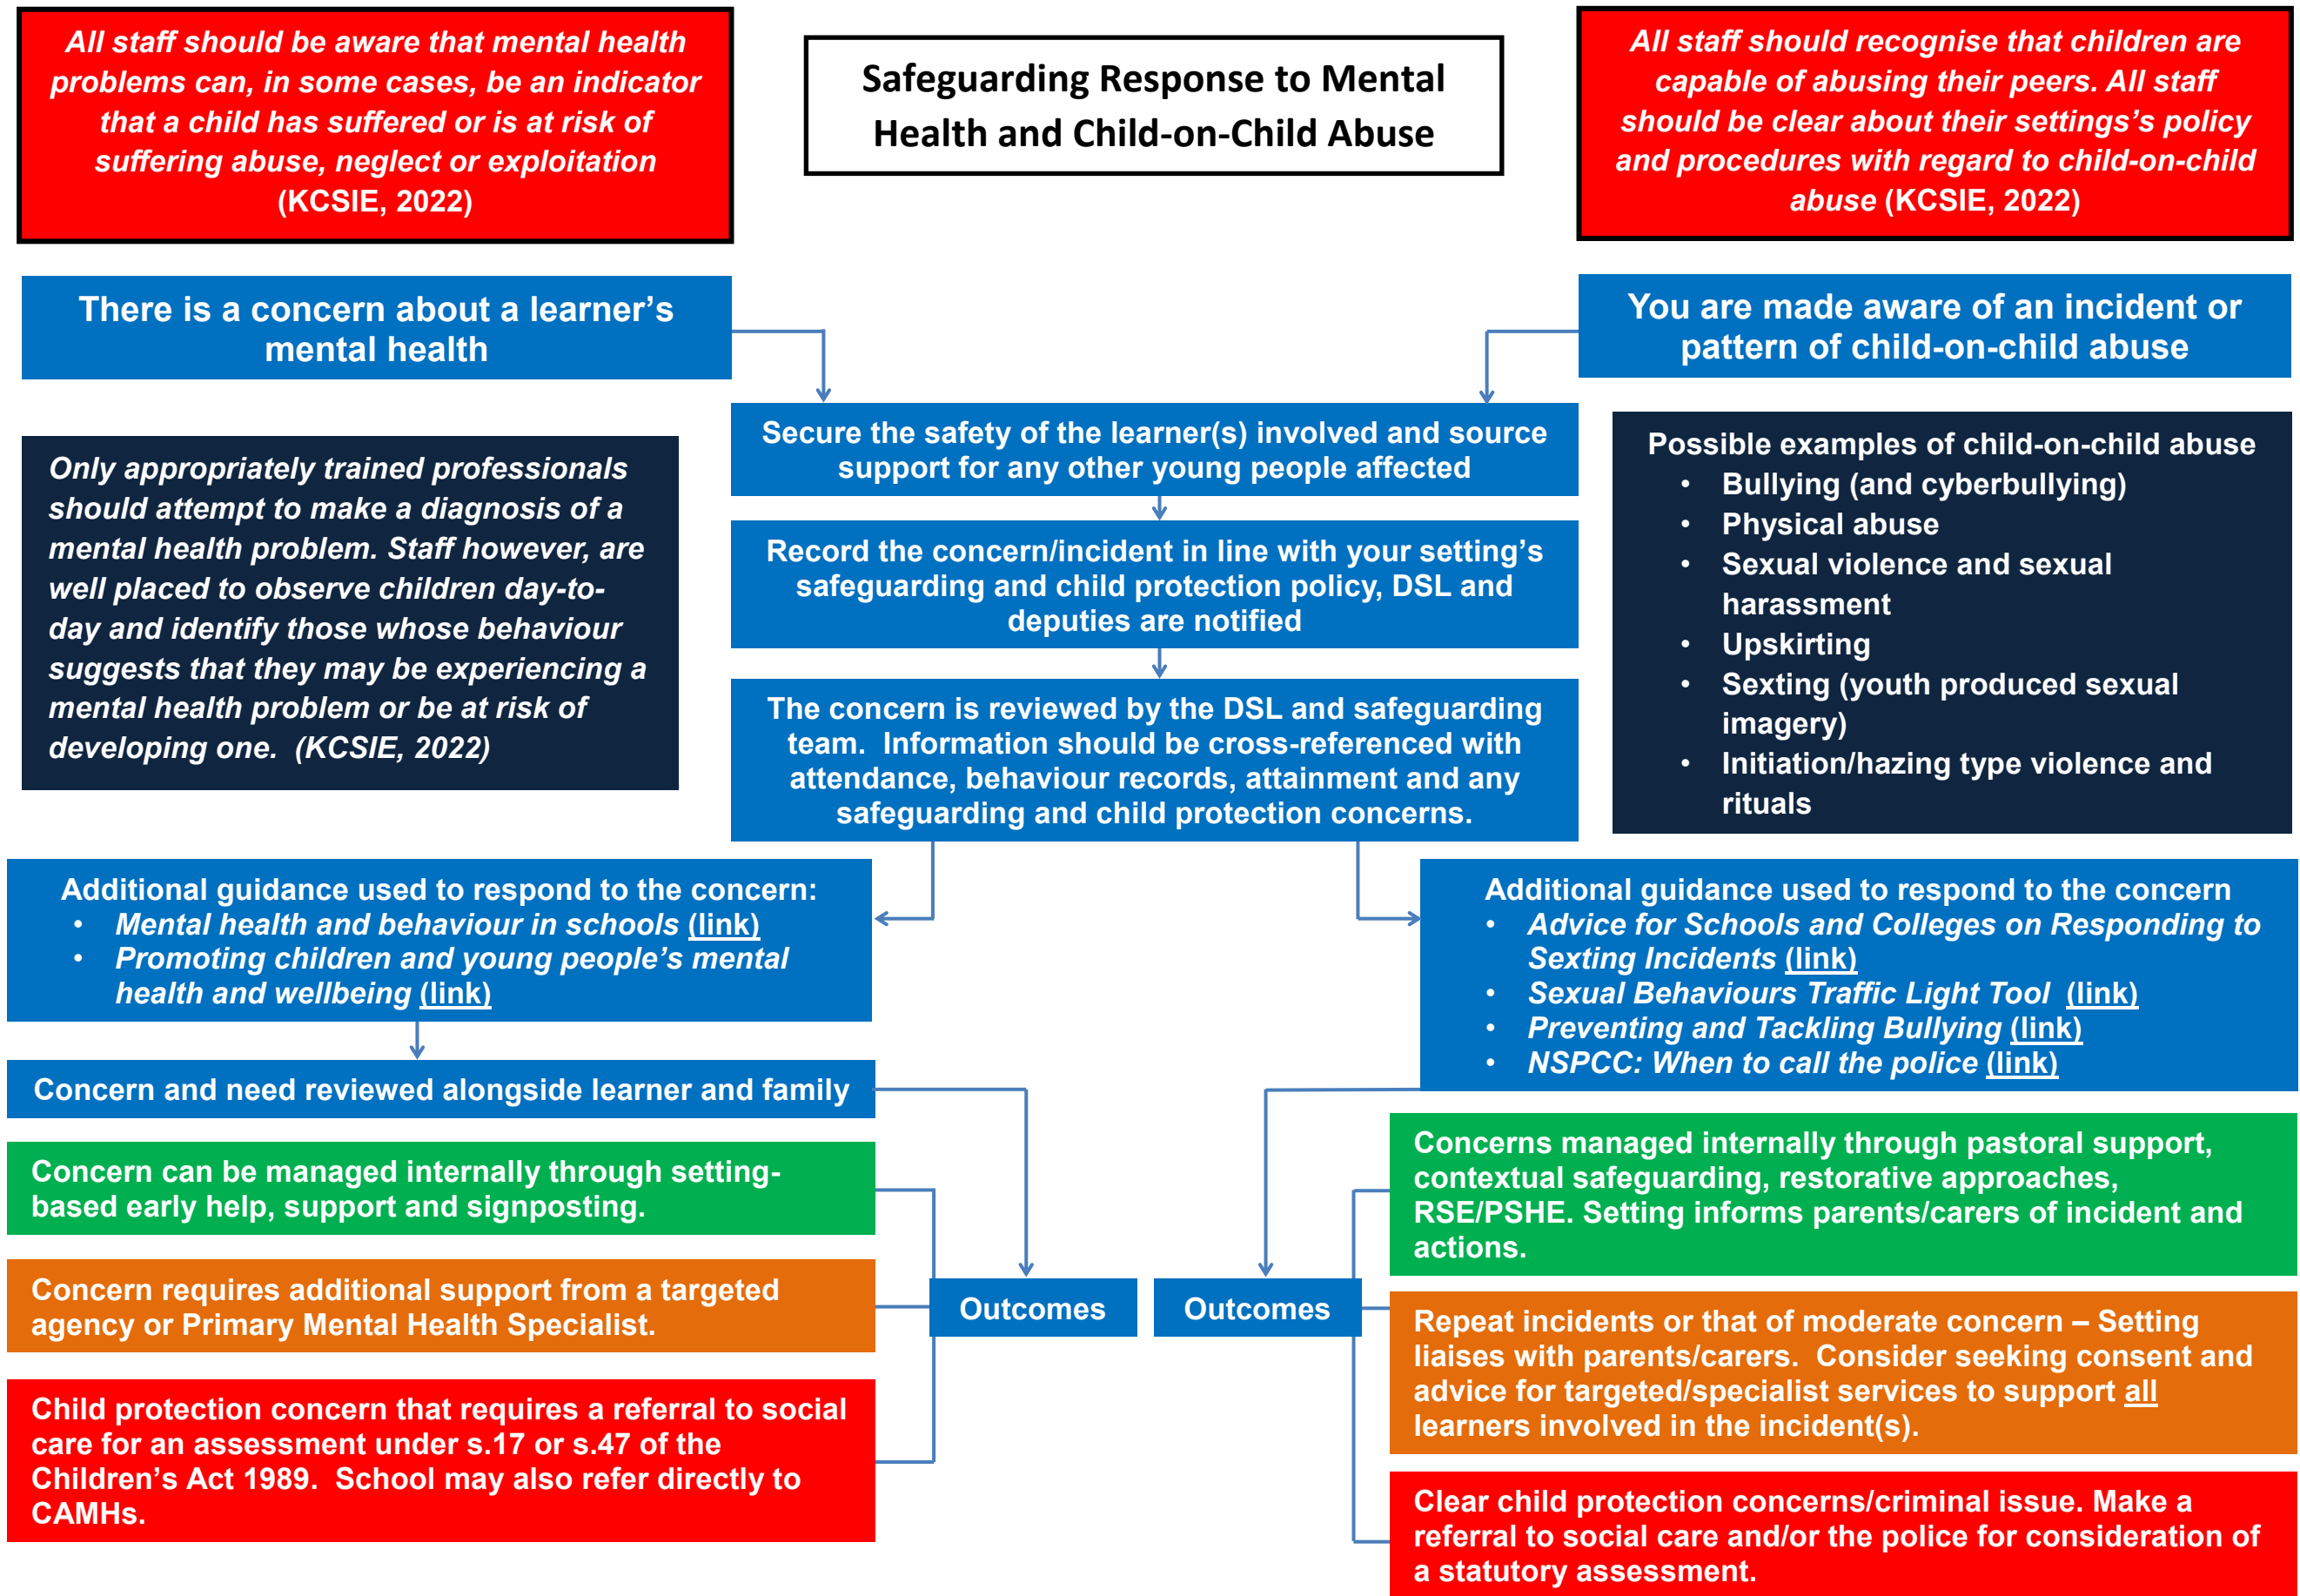 All staff should be aware that mental health
problems can, in some cases, be an indicator
that a child has suffered or is at risk of
suffering abuse, neglect or exploitation
(KCSIE, 2022)
Safeguarding Response to Mental
Health and Child-on-Child Abuse
All staff should recognise that children are
capable of abusing their peers. All staff
should be clear about their settings's policy
and procedures with regard to child-on-child
abuse (KCSIE, 2022)
There is a concern about a learner’s
mental health
You are made aware of an incident or
pattern of child-on-child abuse
Secure the safety of the learner(s) involved and source
support for any other young people affected
Only appropriately trained professionals
should attempt to make a diagnosis of a
mental health problem. Staff however, are
well placed to observe children day-to-
day and identify those whose behaviour
suggests that they may be experiencing a
mental health problem or be at risk of
developing one.  (KCSIE, 2022)
Record the concern/incident in line with your setting’s
safeguarding and child protection policy, DSL and
deputies are notified
The concern is reviewed by the DSL and safeguarding
team.  Information should be cross-referenced with
attendance, behaviour records, attainment and any
safeguarding and child protection concerns.
Possible examples of child-on-child abuse
• Bullying (and cyberbullying)
• Physical abuse
• Sexual violence and sexual
harassment
• Upskirting
• Sexting (youth produced sexual
imagery)
• Initiation/hazing type violence and
rituals
Additional guidance used to respond to the concern:
• Mental health and behaviour in schools (link)
• Promoting children and young people’s mental
health and wellbeing (link)
Additional guidance used to respond to the concern
• Advice for Schools and Colleges on Responding to
Sexting Incidents (link)
• Sexual Behaviours Traffic Light Tool  (link)
• Preventing and Tackling Bullying (link)
• NSPCC: When to call the police (link)
Concern and need reviewed alongside learner and family
Concern can be managed internally through setting-
based early help, support and signposting.
Concern requires additional support from a targeted
agency or Primary Mental Health Specialist.
Child protection concern that requires a referral to social
care for an assessment under s.17 or s.47 of the
Children’s Act 1989.  School may also refer directly to
CAMHs.
Outcomes
Outcomes
Concerns managed internally through pastoral support,
contextual safeguarding, restorative approaches,
RSE/PSHE. Setting informs parents/carers of incident and
actions.
Repeat incidents or that of moderate concern – Setting
liaises with parents/carers.  Consider seeking consent and
advice for targeted/specialist services to support all
learners involved in the incident(s).
Clear child protection concerns/criminal issue. Make a
referral to social care and/or the police for consideration of
a statutory assessment.